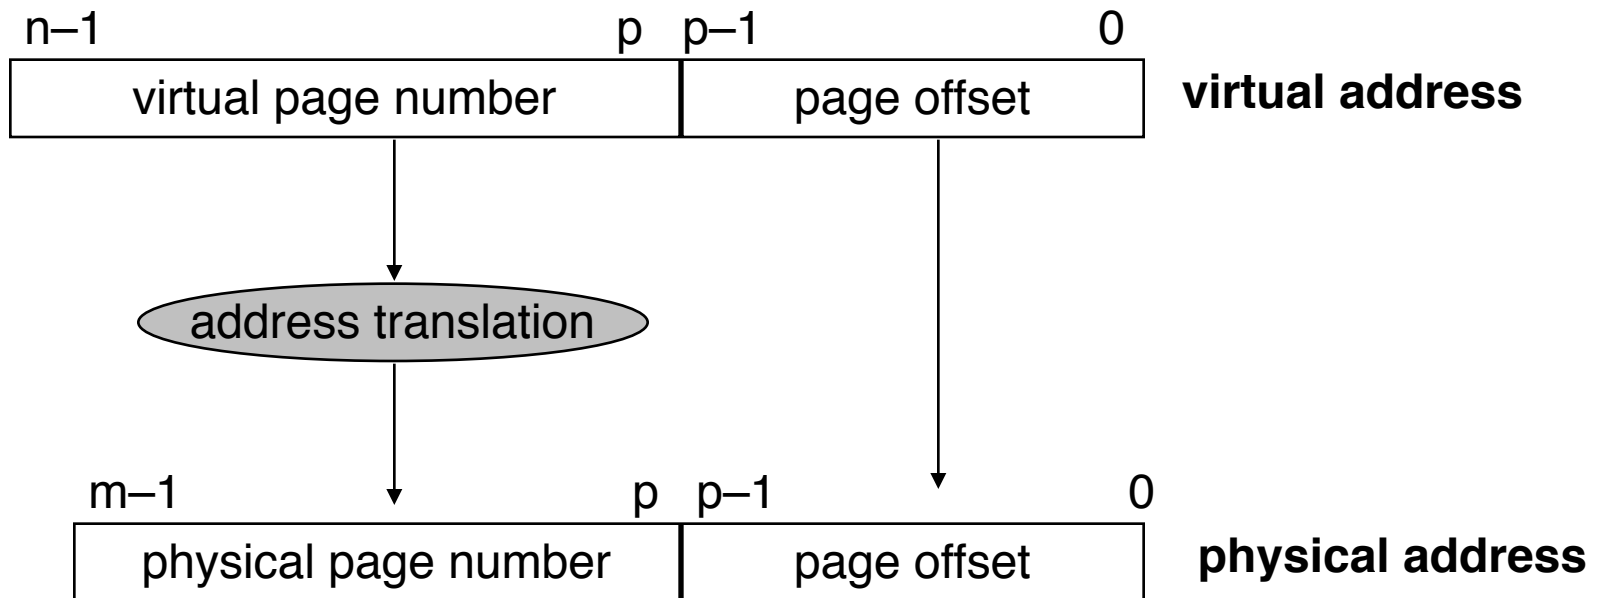 n–1 p p–1 0
virtual page number page offset virtual address
address translation
m–1 p p–1 0
physical page number page offset physical address